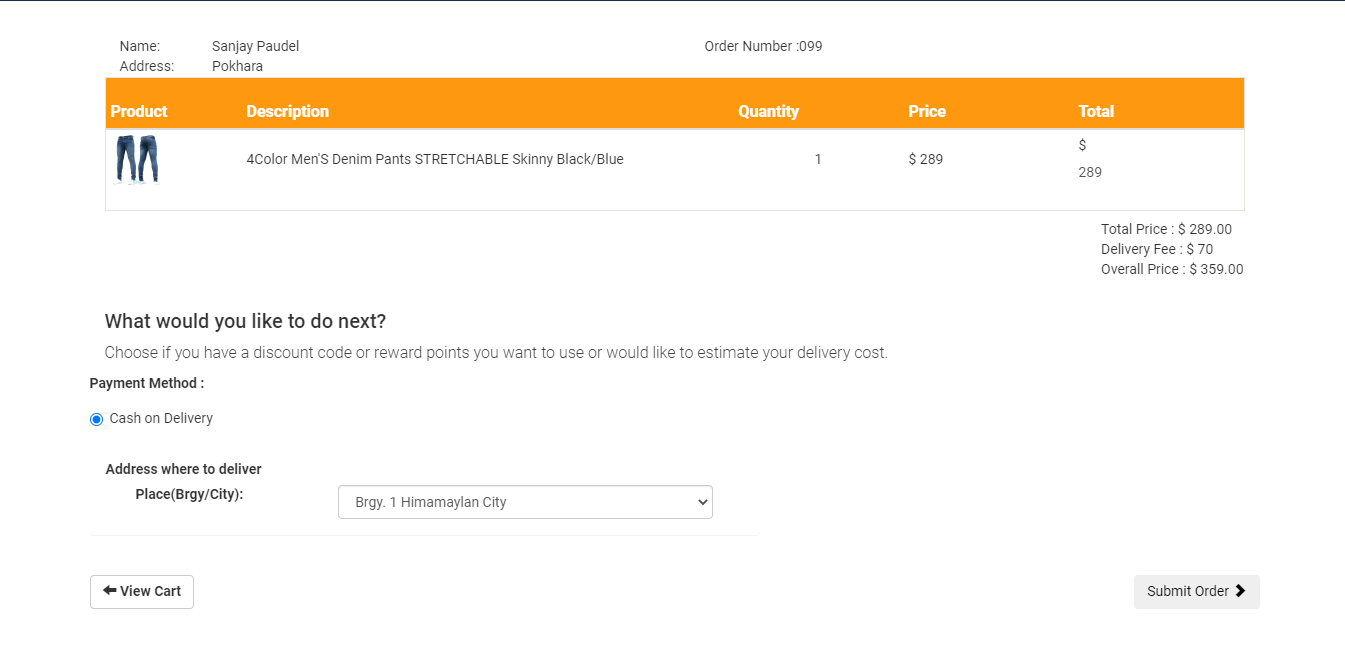 Name: Sanjay Paudel Order Number :099
Address: Pokhara
Product Description Quantity Price Total
4Color Men'S Denim Pants STRETCHABLE Skinny Black/Blue 1 $ 289 $
289
Total Price : $ 289.00
Delivery Fee : $ 70
Overall Price : $ 359.00
What would you like to do next?
Choose if you have a discount code or reward points you want to use or would like to estimate your delivery cost.
Payment Method :
Cash on Delivery
Address where to deliver
Place(Brgy/City): Brgy. 1 Himamaylan City
View Cart Submit Order